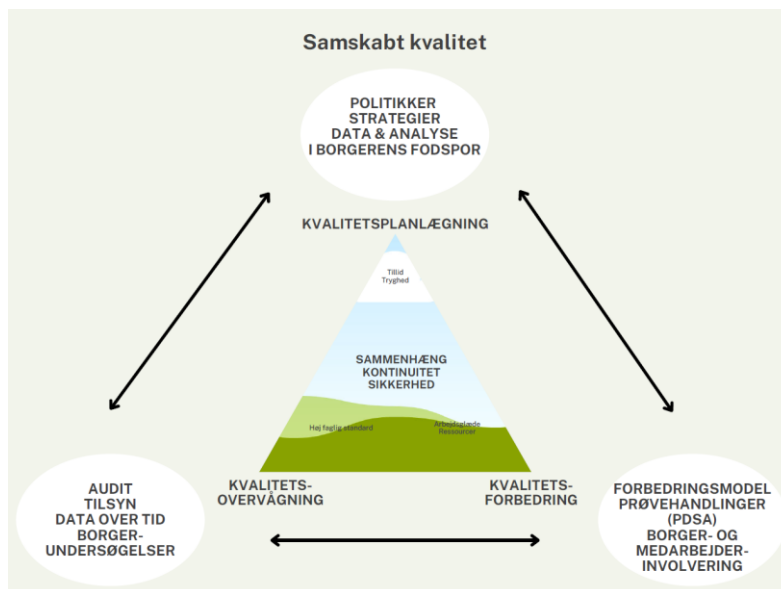 Samskabt kvalitet
POLITIKKER
STRATEGIER
DATA & ANALYSE
I BORGERENS FODSPOR
KVALITETSPLANLÆGNING
Tillid
Tryghed
SAMMENHÆNG
KONTINUITET
SIKKERHED
Høj faglig standard
Arbejdsglæde
Ressourcer
KVALITETS-
OVERVÅGNING
KVALITETS-
FORBEDRING
AUDIT
TILSYN
DATA OVER TID
BORGER-
UNDERSØGELSER
FORBEDRINGSMODEL
PRØVEHANDLINGER
(PDSA)
BORGER- OG
MEDARBEJDER-
INVOLVERING